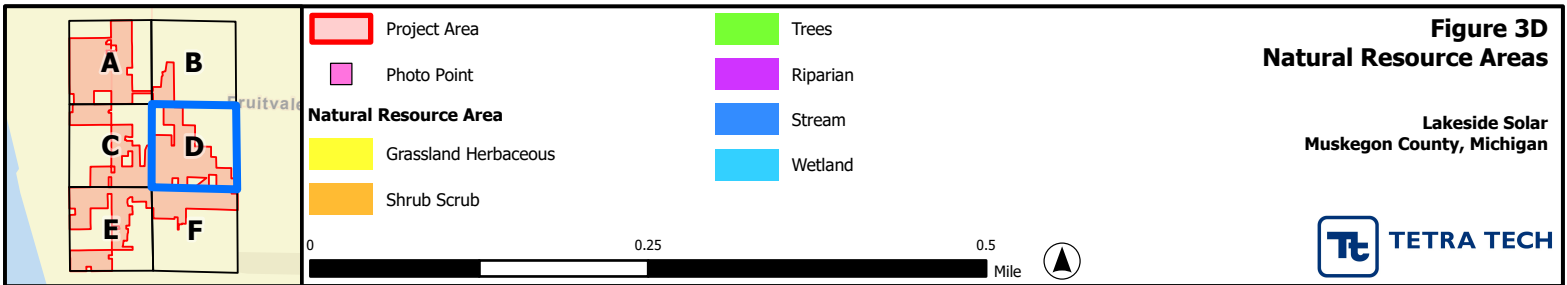 A
B
Fruitvale
C
D
E
F
Project Area
Photo Point
Natural Resource Area
Grassland Herbaceous
Shrub Scrub
Trees
Riparian
Stream
Wetland
0
0.25
0.5
Mile
Figure 3D
Natural Resource Areas
Lakeside Solar
Muskegon County, Michigan
Tt TETRA TECH